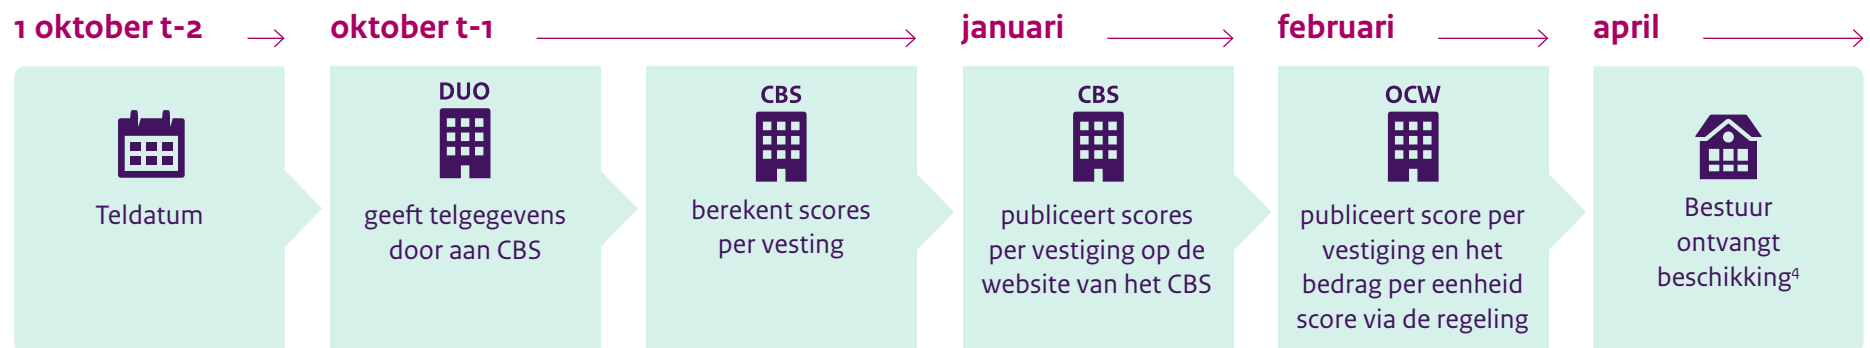 1 oktober t-2
oktober t-1
januari
februari
april
Teldatum
DUO
geeft telgegevens
door aan CBS
CBS
berekent scores
per vesting
CBS
publiceert scores
per vestiging op de
website van het CBS
OCW
publiceert score per
vestiging en het
bedrag per eenheid
score via de regeling
Bestuur
ontvangt
beschikking⁴